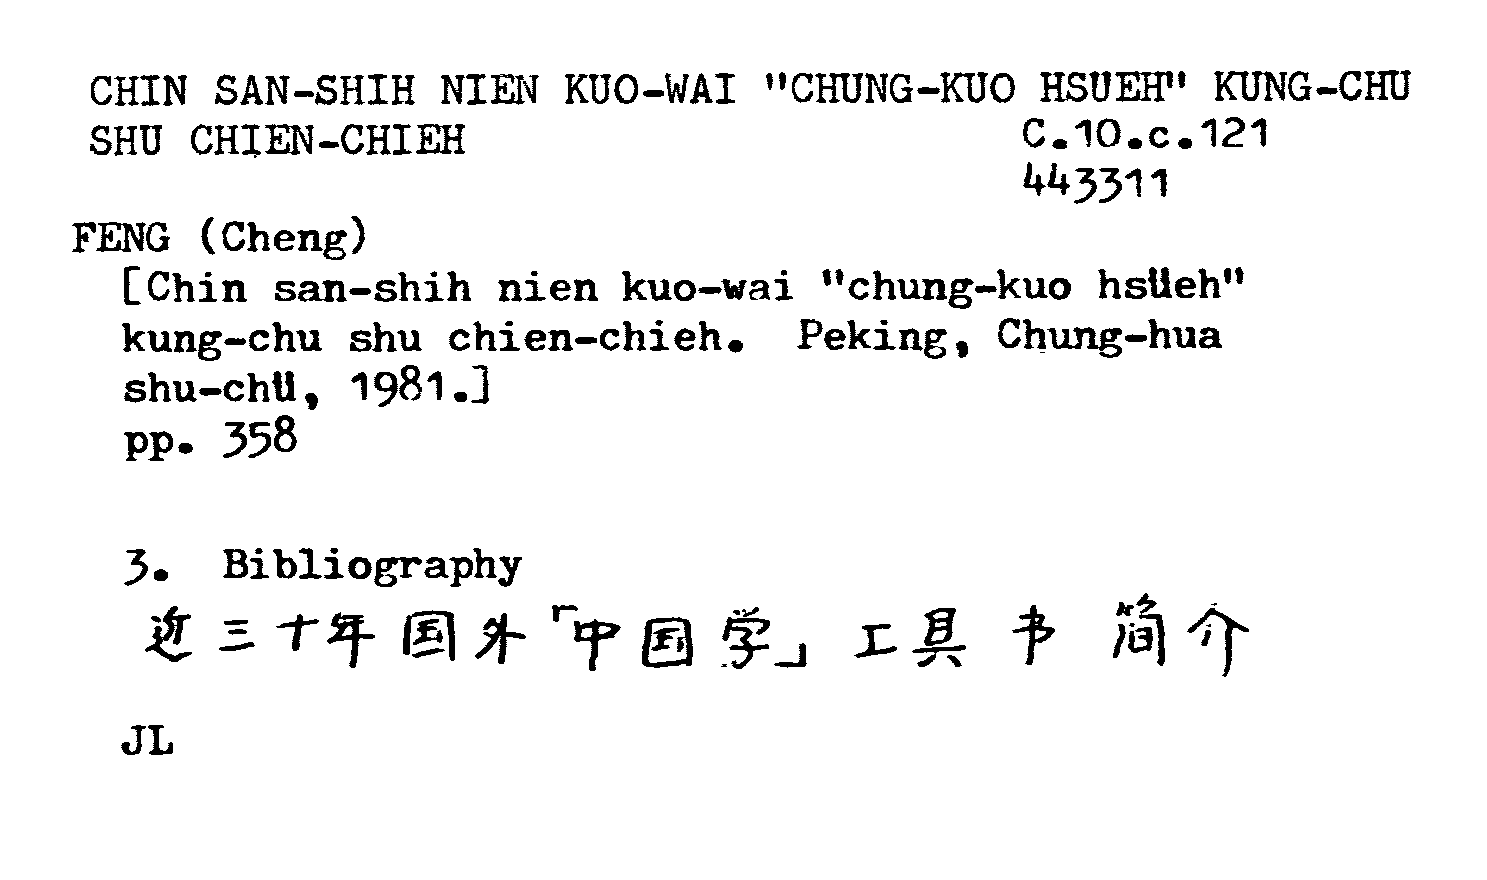 CHIN SAN-SHIH NIEN KUO-WAI "CHUNG-KUO HSÜEH" KUNG-CHU
SHU CHIEN-CHIEH
C.10.c.121
443311
FENG (Cheng)
[Chin san-shih nien kuo-wai "chung-kuo hsüeh"
kung-chu shu chien-chieh. Peking, Chung-hua
shu-chü, 1981.]
pp. 358
3. Bibliography
近三十年国外「中国学」工具书简介
JL